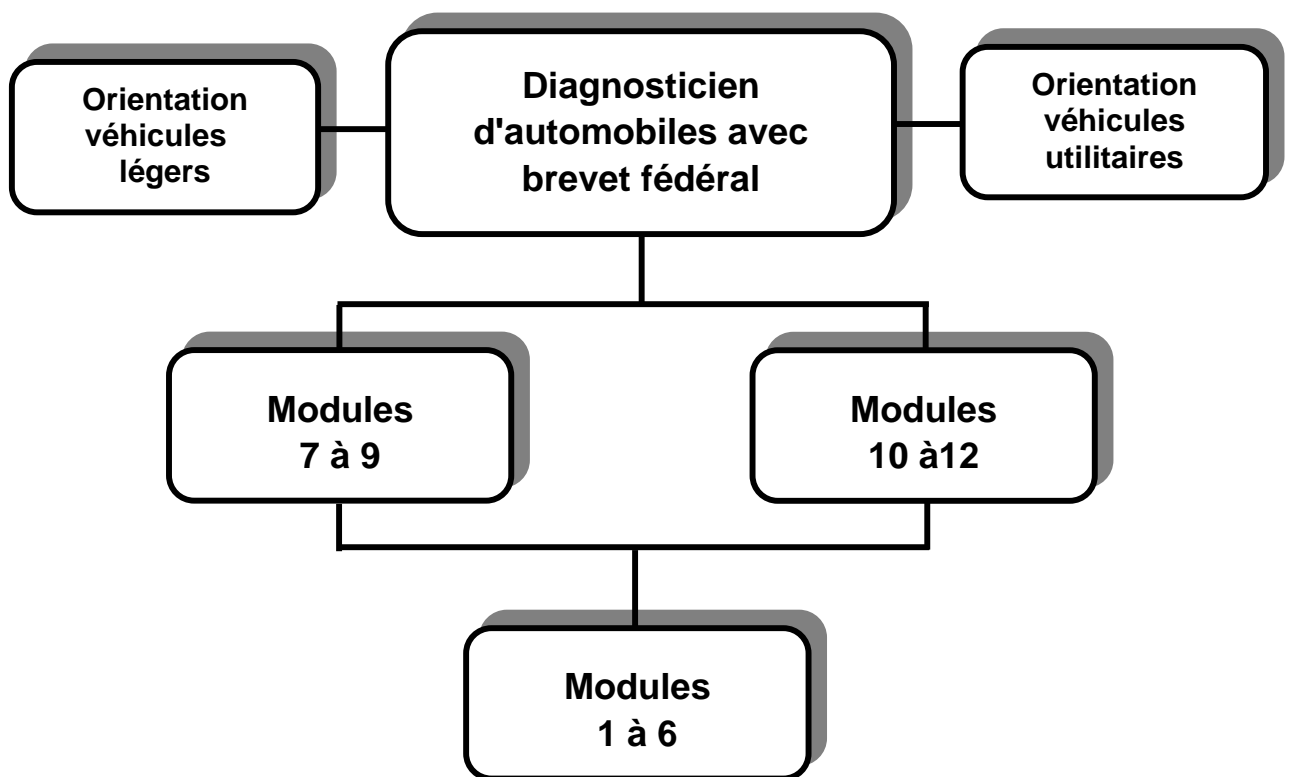 Orientation
véhicules
légers
Diagnosticien
d'automobiles avec
brevet fédéral
Orientation
véhicules
utilitaires
Modules
7 à 9
Modules
10 à12
Modules
1 à 6